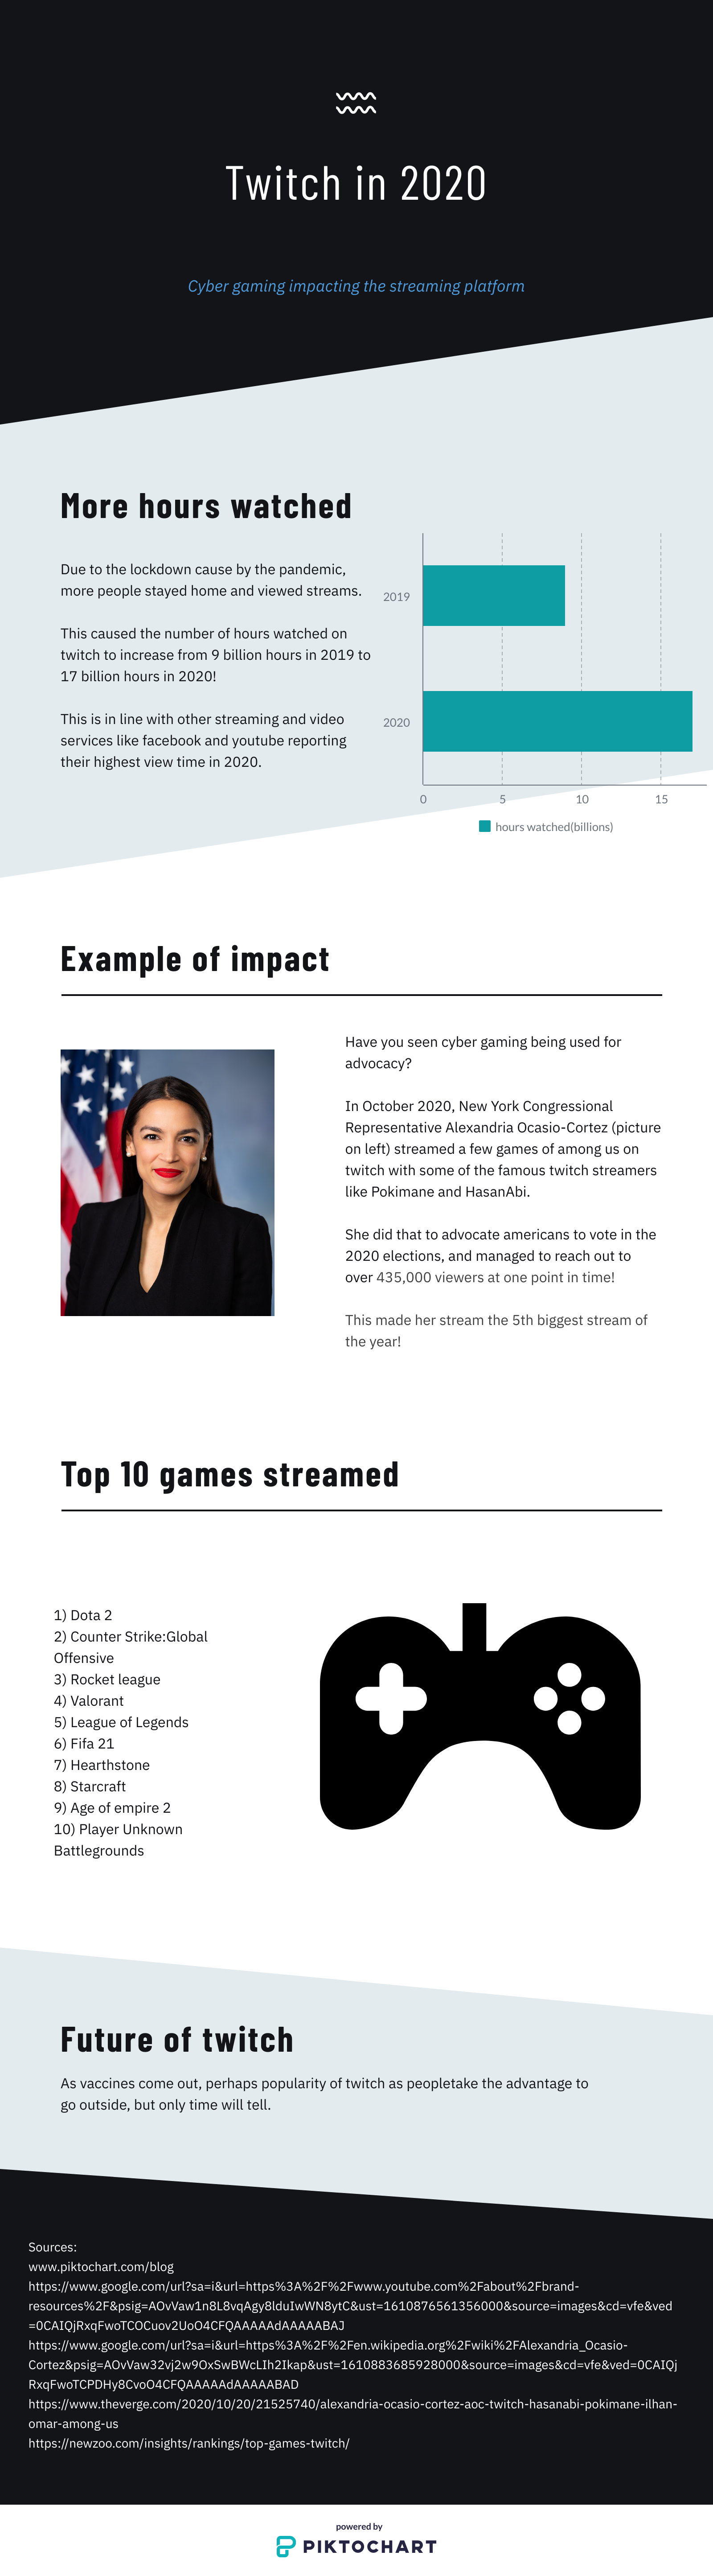 Twitch in 2020
Cyber gaming impacting the streaming platform
More hours watched
Due to the lockdown cause by the pandemic,
more people stayed home and viewed streams.
This caused the number of hours watched on
twitch to increase from 9 billion hours in 2019 to
17 billion hours in 2020!
This is in line with other streaming and video
services like facebook and youtube reporting
their highest view time in 2020.
2019
2020
0 5 10 15
hours watched(billions)
Example of impact
Have you seen cyber gaming being used for
advocacy?
In October 2020, New York Congressional
Representative Alexandria Ocasio-Cortez (picture
on left) streamed a few games of among us on
twitch with some of the famous twitch streamers
like Pokimane and HasanAbi.
She did that to advocate americans to vote in the
2020 elections, and managed to reach out to
over 435,000 viewers at one point in time!
This made her stream the 5th biggest stream of
the year!
Top 10 games streamed
1) Dota 2
2) Counter Strike:Global
Offensive
3) Rocket league
4) Valorant
5) League of Legends
6) Fifa 21
7) Hearthstone
8) Starcraft
9) Age of empire 2
10) Player Unknown
Battlegrounds
Future of twitch
As vaccines come out, perhaps popularity of twitch as peopletake the advantage to
go outside, but only time will tell.
Sources:
www.piktochart.com/blog
https://www.google.com/url?sa=i&url=https%3A%2F%2Fwww.youtube.com%2Fabout%2Fbrand-
resources%2F&psig=AOvVaw1n8L8vqAgy8lduIwWN8ytC&ust=1610876561356000&source=images&cd=vfe&ved
=0CAIQjRxqFwoTCOCuov2UoO4CFQAAAAAdAAAAABAJ
https://www.google.com/url?sa=i&url=https%3A%2F%2Fen.wikipedia.org%2Fwiki%2FAlexandria_Ocasio-
Cortez&psig=AOvVaw32vj2w9OxSwBWcLIh2Ikap&ust=1610883685928000&source=images&cd=vfe&ved=0CAIQj
RxqFwoTCPDHy8CvoO4CFQAAAAAdAAAAABAD
https://www.theverge.com/2020/10/20/21525740/alexandria-ocasio-cortez-aoc-twitch-hasanabi-pokimane-ilhan-
omar-among-us
https://newzoo.com/insights/rankings/top-games-twitch/
powered by
PIKTOCHART